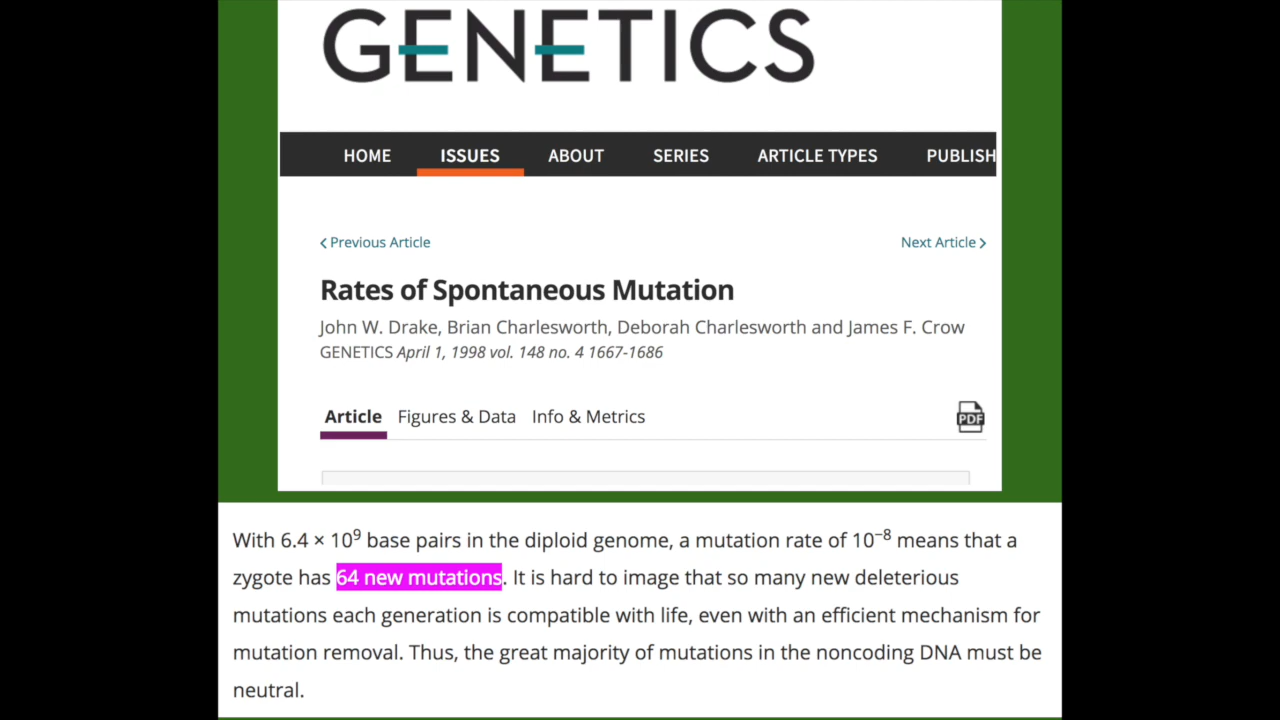 GENETICS
HOME ISSUES ABOUT SERIES ARTICLE TYPES PUBLISH
Previous Article Next Article
Rates of Spontaneous Mutation
John W. Drake, Brian Charlesworth, Deborah Charlesworth and James F. Crow
GENETICS April 1, 1998 vol. 148 no. 4 1667-1686
Article Figures & Data Info & Metrics
PDF
With 6.4 × 10⁹ base pairs in the diploid genome, a mutation rate of 10⁻⁸ means that a
zygote has 64 new mutations. It is hard to image that so many new deleterious
mutations each generation is compatible with life, even with an efficient mechanism for
mutation removal. Thus, the great majority of mutations in the noncoding DNA must be
neutral.